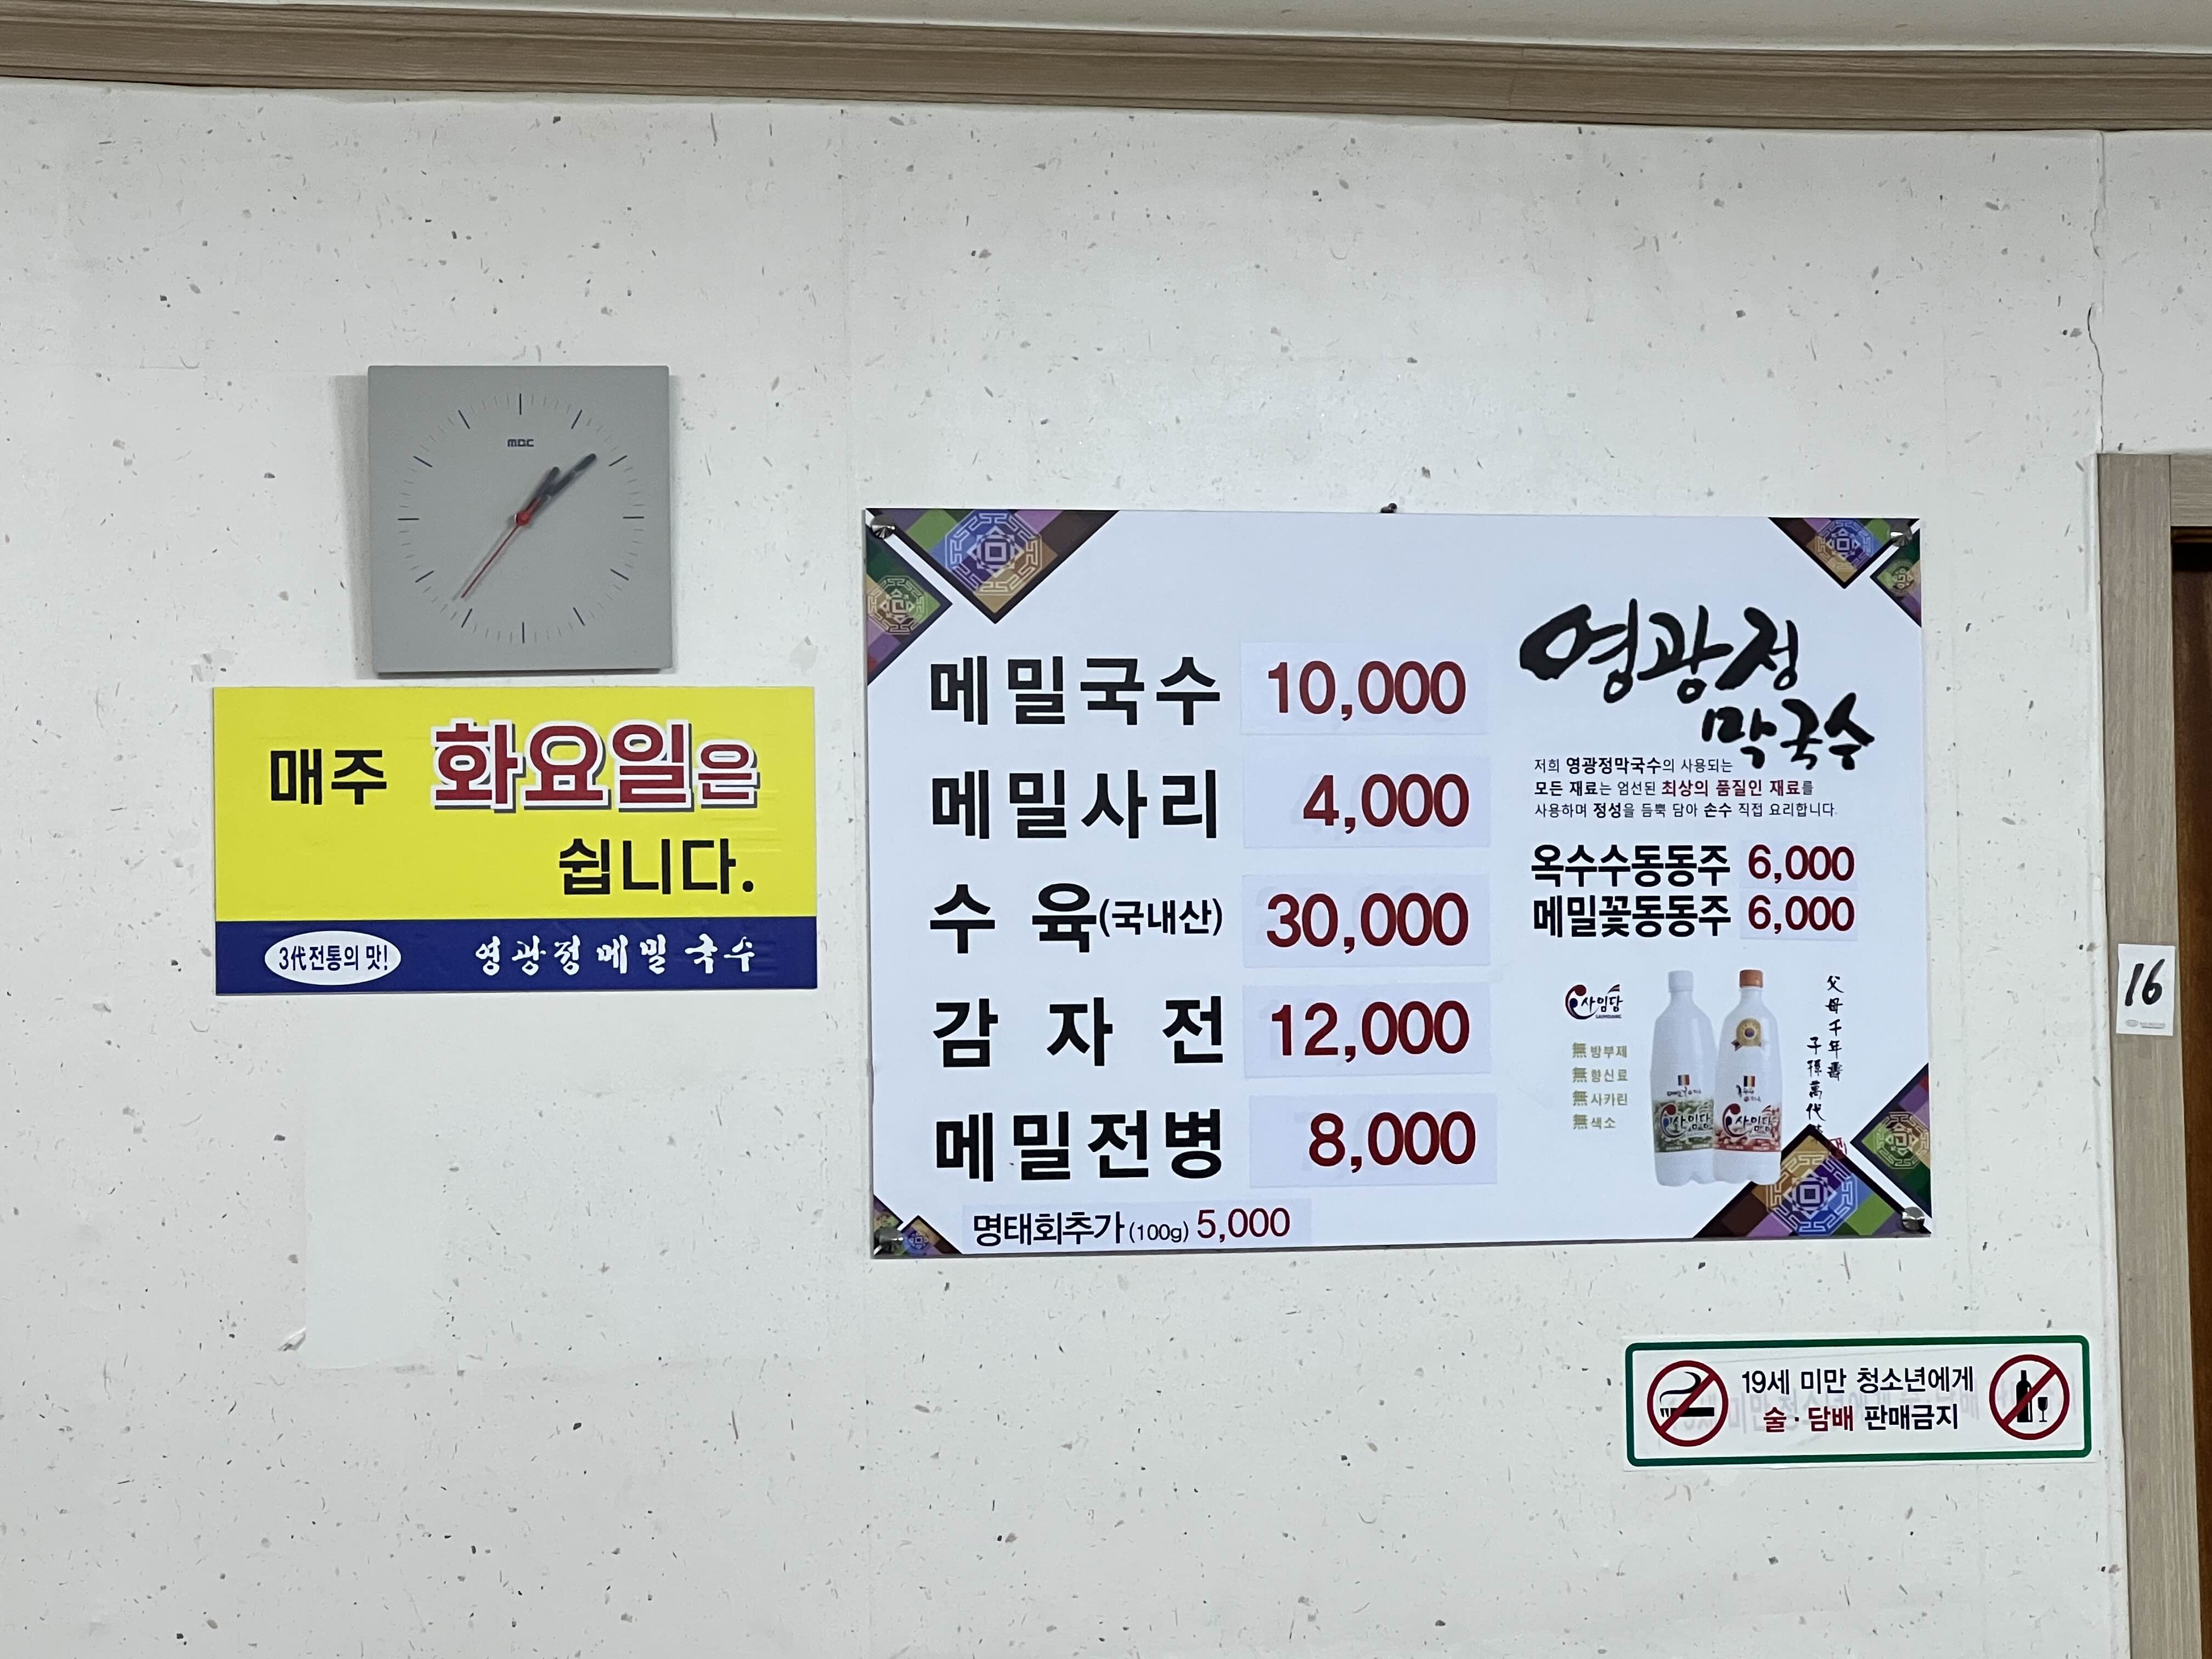 MBC
매주 화요일은
쉽니다.
3代전통의 맛!
영광정메밀국수
메밀국수 10,000
메밀사리 4,000
수육(국내산) 30,000
감자전 12,000
메밀전병 8,000
명태회추가(100g) 5,000
영광정
막국수
저희 영광정막국수의 사용되는
모든 재료는 엄선된 최상의 품질인 재료를
사용하며 정성을 듬뿍 담아 손수 직접 요리합니다.
옥수수동동주 6,000
메밀꽃동동주 6,000
사임당
無 방부제
無 향신료
無 사카린
無 색소
사임당
사임당
父母千年壽
子孫萬代
16
19세 미만 청소년에게
술·담배 판매금지